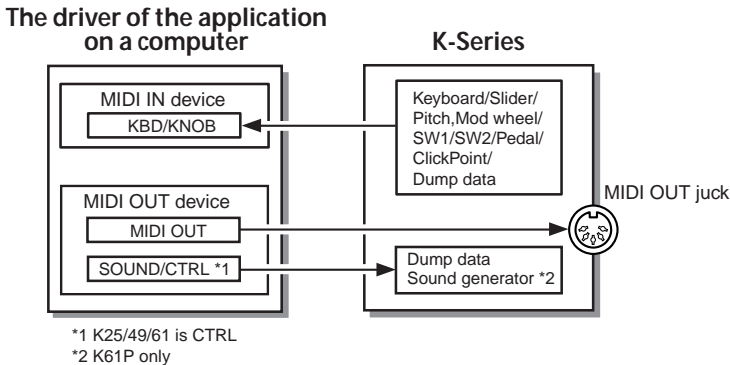 The driver of the application
on a computer
K-Series
MIDI IN device
KBD/KNOB
Keyboard/Slider/
Pitch,Mod wheel/
SW1/SW2/Pedal/
ClickPoint/
Dump data
MIDI OUT juck
MIDI OUT device
MIDI OUT
SOUND/CTRL *1
Dump data
Sound generator *2
*1 K25/49/61 is CTRL
*2 K61P only